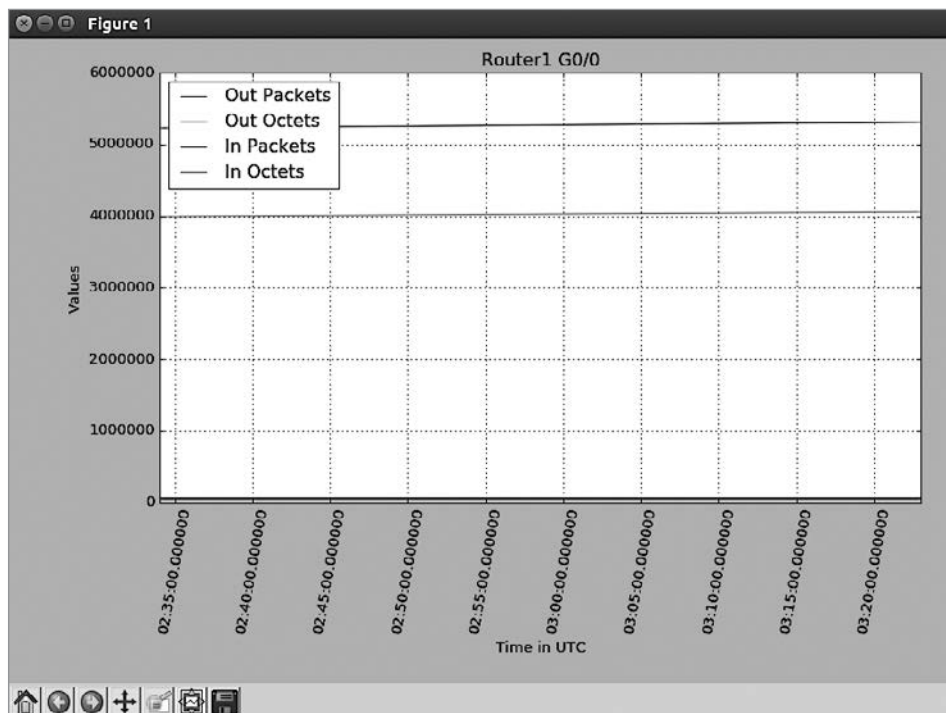 Figure 1
Router1 G0/0
Out Packets
Out Octets
In Packets
In Octets
6000000
5000000
4000000
3000000
2000000
1000000
0
Values
02:35:00.000000
02:40:00.000000
02:45:00.000000
02:50:00.000000
02:55:00.000000
03:00:00.000000
03:05:00.000000
03:10:00.000000
03:15:00.000000
03:20:00.000000
Time in UTC